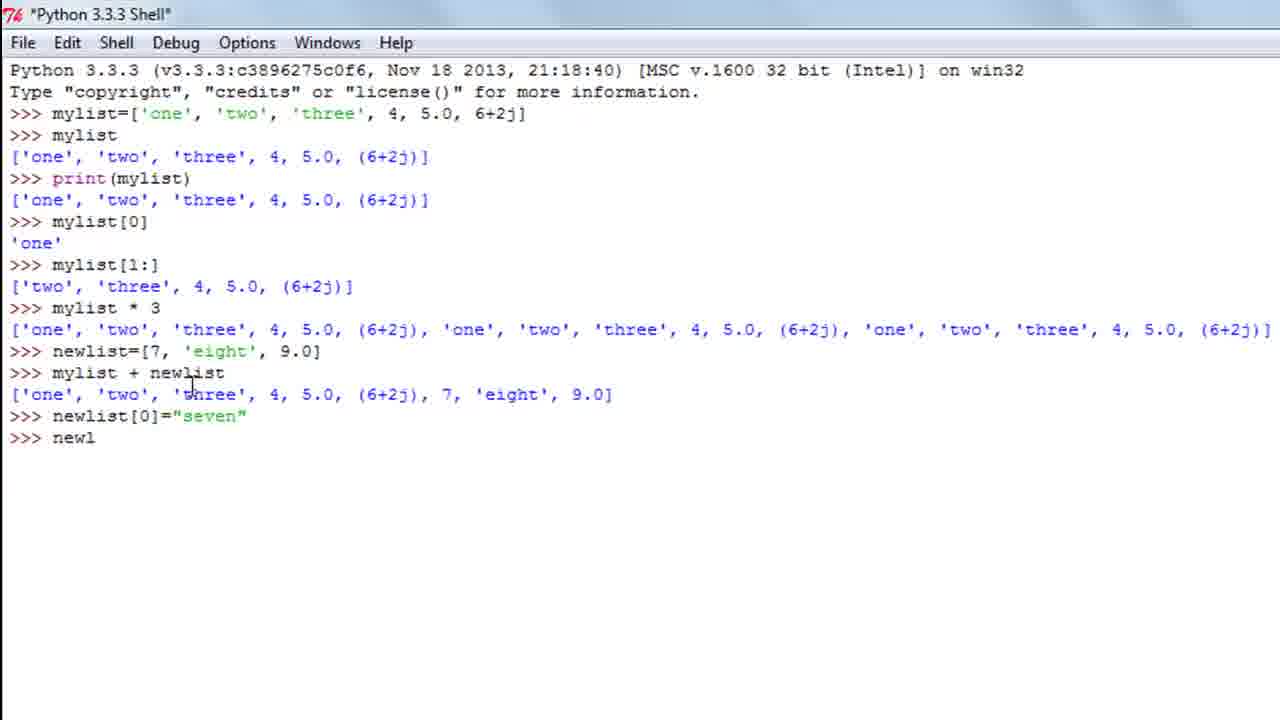 *Python 3.3.3 Shell*
File Edit Shell Debug Options Windows Help
Python 3.3.3 (v3.3.3:c3896275c0f6, Nov 18 2013, 21:18:40) [MSC v.1600 32 bit (Intel)] on win32
Type "copyright", "credits" or "license()" for more information.
>>> mylist=['one', 'two', 'three', 4, 5.0, 6+2j]
>>> mylist
['one', 'two', 'three', 4, 5.0, (6+2j)]
>>> print(mylist)
['one', 'two', 'three', 4, 5.0, (6+2j)]
>>> mylist[0]
'one'
>>> mylist[1:]
['two', 'three', 4, 5.0, (6+2j)]
>>> mylist * 3
['one', 'two', 'three', 4, 5.0, (6+2j), 'one', 'two', 'three', 4, 5.0, (6+2j), 'one', 'two', 'three', 4, 5.0, (6+2j)]
>>> newlist=[7, 'eight', 9.0]
>>> mylist + newlist
['one', 'two', 'three', 4, 5.0, (6+2j), 7, 'eight', 9.0]
>>> newlist[0]="seven"
>>> newl